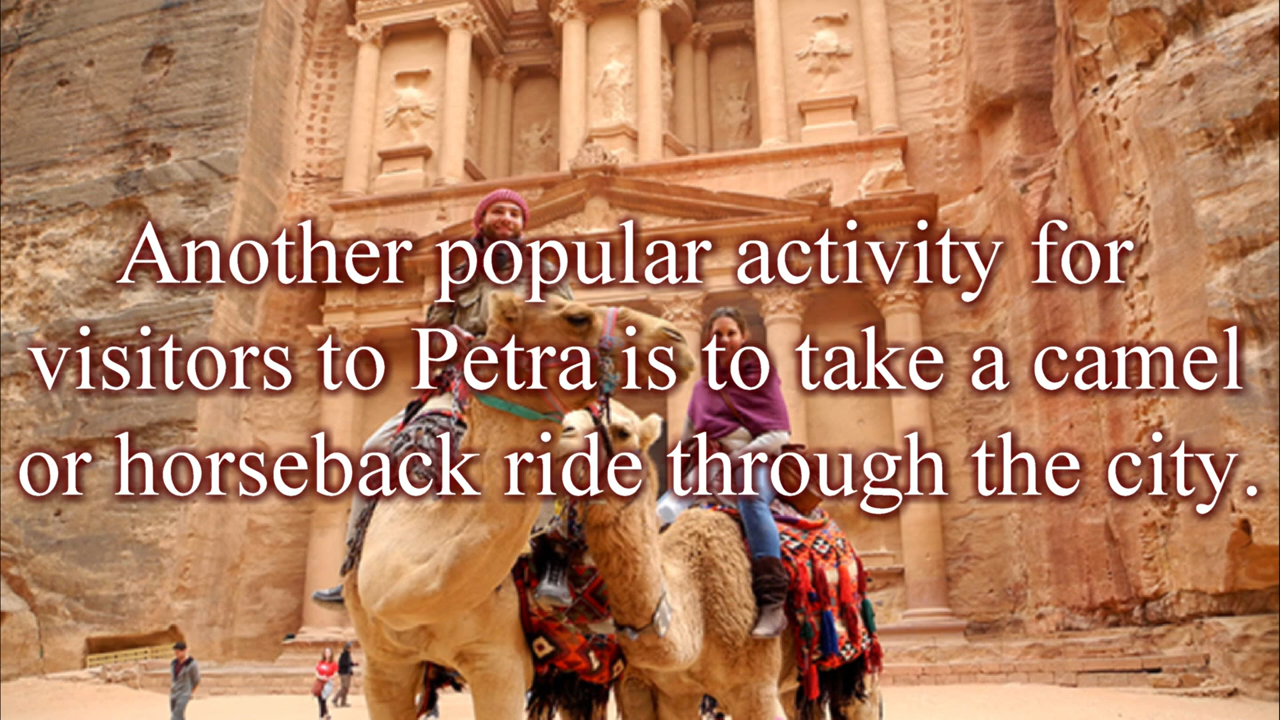 Another popular activity for
visitors to Petra is to take a camel
or horseback ride through the city.